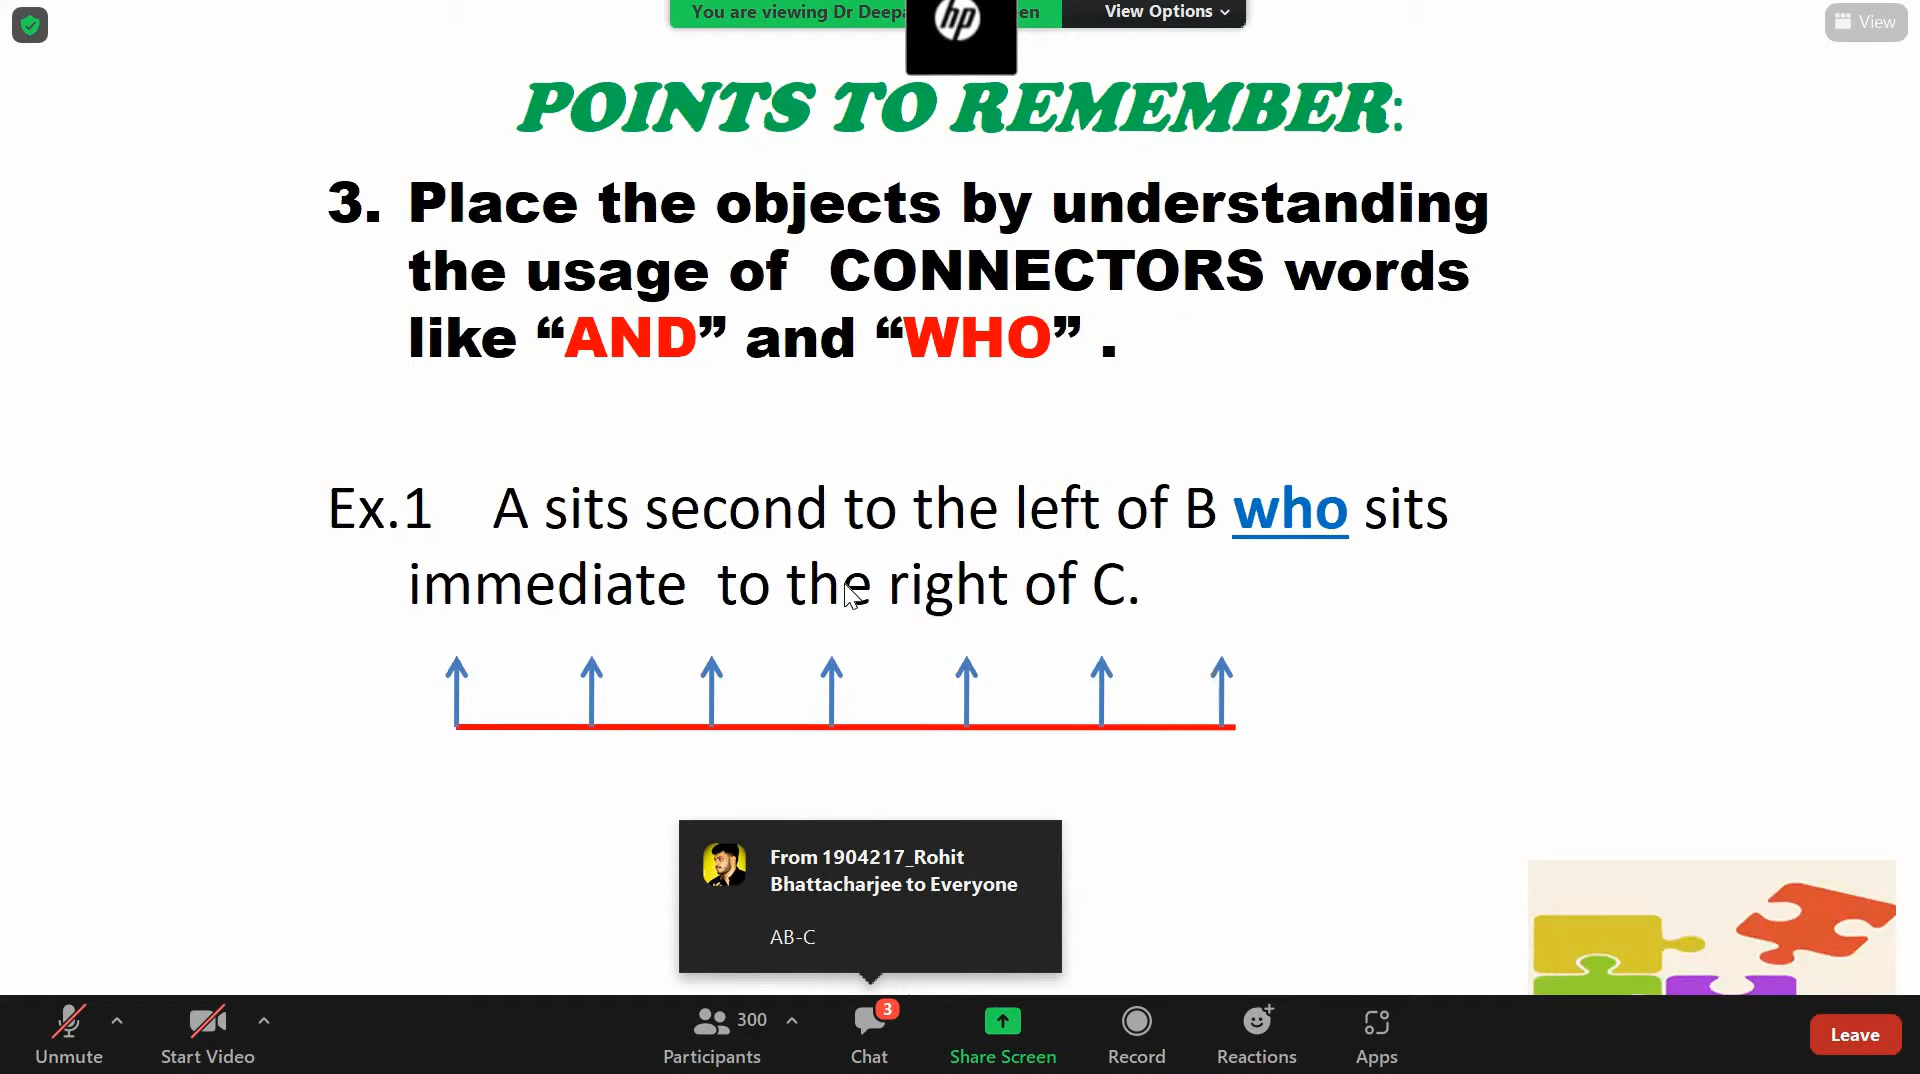 You are viewing Dr Deepa
en
View Options
View
hp
POINTS TO REMEMBER:
3. Place the objects by understanding
the usage of CONNECTORS words
like “AND” and “WHO” .
Ex.1 A sits second to the left of B who sits
immediate to the right of C.
From 1904217_Rohit
Bhattacharjee to Everyone
AB-C
300
3
Unmute
Start Video
Participants
Chat
Share Screen
Record
Reactions
Apps
Leave